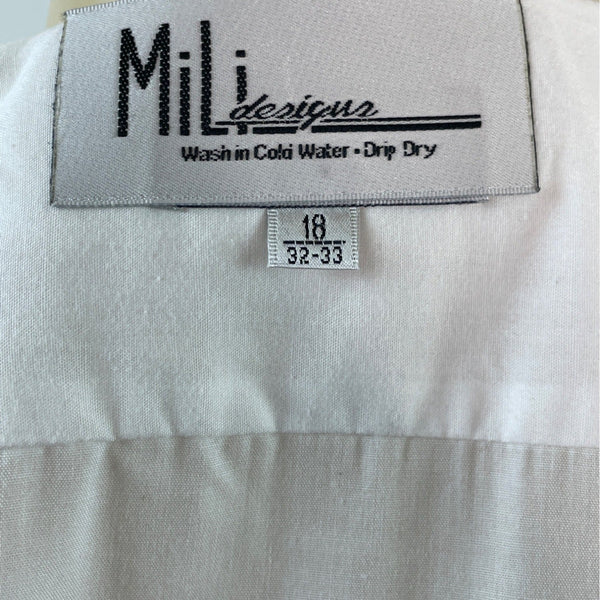 MiLi
designs
Wash in Cold Water • Drip Dry
18
32-33